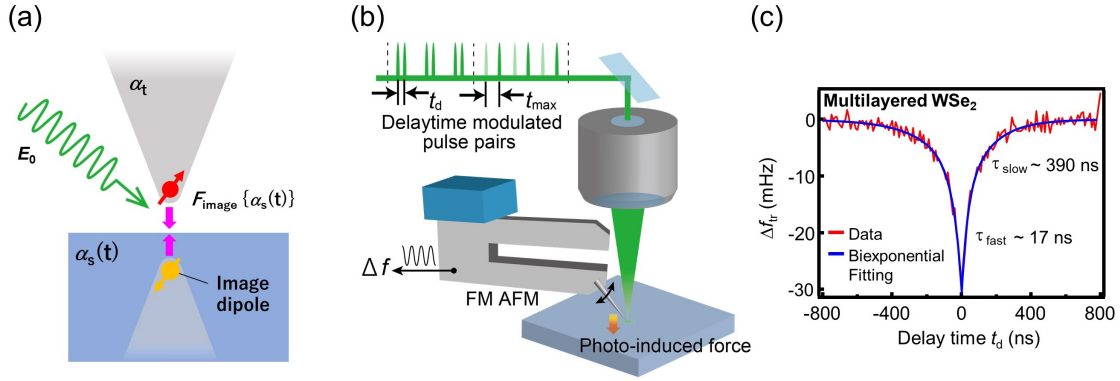 (a)
αt
E0
Fimage {αs(t)}
αs(t)
Image
dipole
(b)
td
tmax
Delaytime modulated
pulse pairs
Δf
FM AFM
Photo-induced force
(c)
Multilayered WSe2
0
-10
-20
-30
Δftr (mHz)
τslow ~ 390 ns
τfast ~ 17 ns
Data
Biexponential
Fitting
-800
-400
0
400
800
Delay time td (ns)